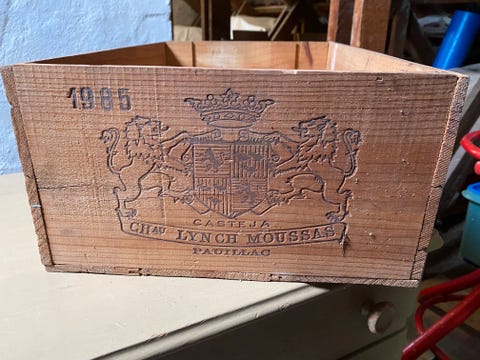 1985
CASTEJA
CHAU LYNCH MOUSSAS
PAUILLAC